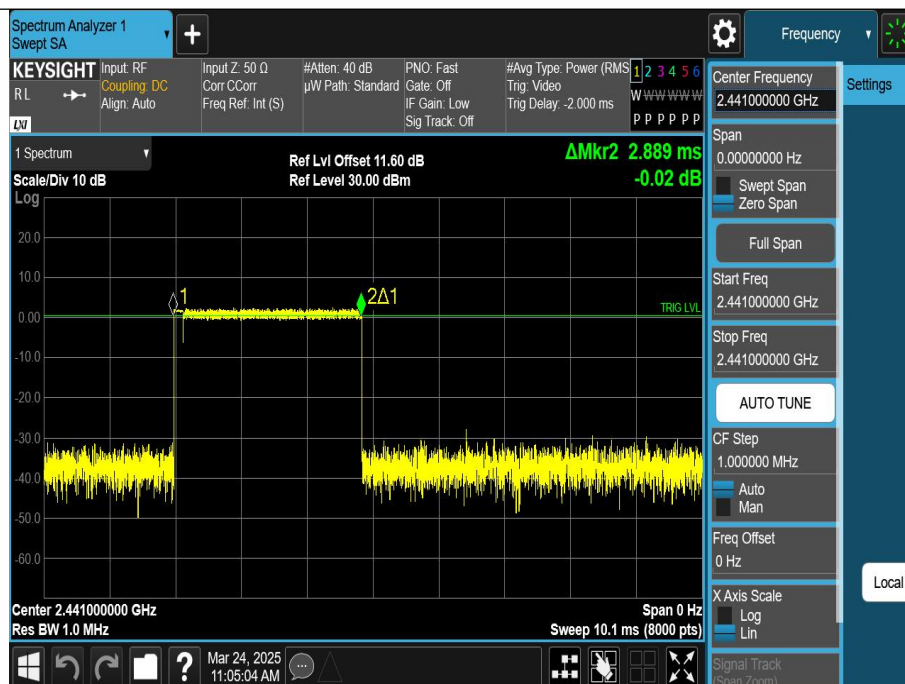 Spectrum Analyzer 1
Swept SA
+
Frequency
KEYSIGHT
R L
LXI
Input: RF
Coupling: DC
Align: Auto
Input Z: 50 Ω
Corr CCorr
Freq Ref: Int (S)
#Atten: 40 dB
µW Path: Standard
PNO: Fast
Gate: Off
IF Gain: Low
Sig Track: Off
#Avg Type: Power (RMS
Trig: Video
Trig Delay: -2.000 ms
1 2 3 4 5 6
W W W W W W
P P P P P P
1 Spectrum
Scale/Div 10 dB
Log
Ref Lvl Offset 11.60 dB
Ref Level 30.00 dBm
ΔMkr2 2.889 ms
-0.02 dB
20.0
10.0
0.00
-10.0
-20.0
-30.0
-40.0
-50.0
-60.0
1
2Δ1
TRIG LVL
Center 2.441000000 GHz
Res BW 1.0 MHz
Span 0 Hz
Sweep 10.1 ms (8000 pts)
Center Frequency
2.441000000 GHz
Settings
Span
0.00000000 Hz
Swept Span
Zero Span
Full Span
Start Freq
2.441000000 GHz
Stop Freq
2.441000000 GHz
AUTO TUNE
CF Step
1.000000 MHz
Auto
Man
Freq Offset
0 Hz
Local
X Axis Scale
Log
Lin
Signal Track
(Span Zoom)
?
Mar 24, 2025
11:05:04 AM